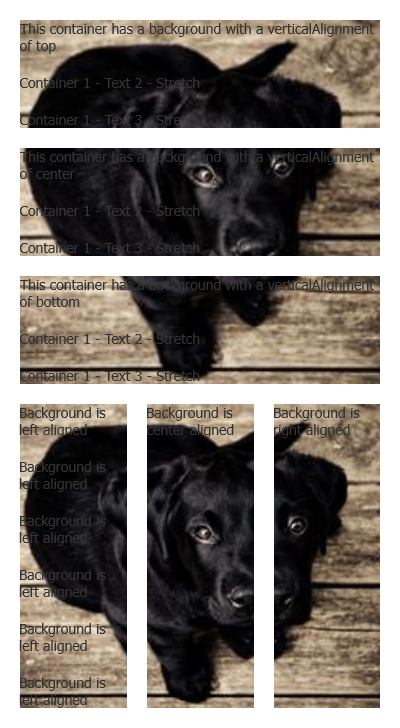 This container has a background with a verticalAlignment
of top
Container 1 - Text 2 - Stretch
Container 1 - Text 3 - Stretch
This container has a background with a verticalAlignment
of center
Container 1 - Text 2 - Stretch
Container 1 - Text 3 - Stretch
This container has a background with a verticalAlignment
of bottom
Container 1 - Text 2 - Stretch
Container 1 - Text 3 - Stretch
Background is
left aligned
Background is
left aligned
Background is
left aligned
Background is
left aligned
Background is
left aligned
Background is
left aligned
Background is
center aligned
Background is
right aligned